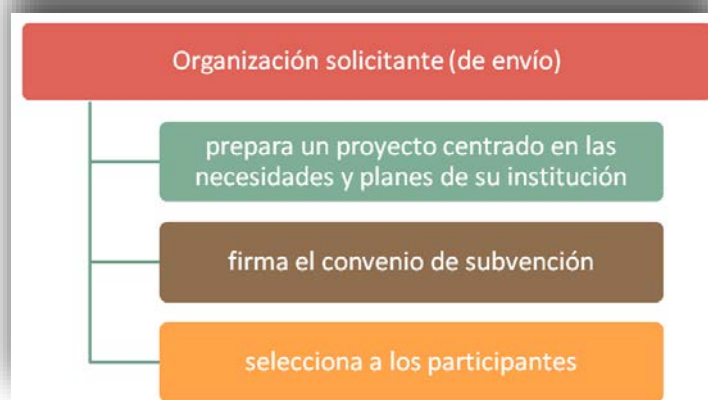 Organización solicitante (de envío)
prepara un proyecto centrado en las
necesidades y planes de su institución
firma el convenio de subvención
selecciona a los participantes